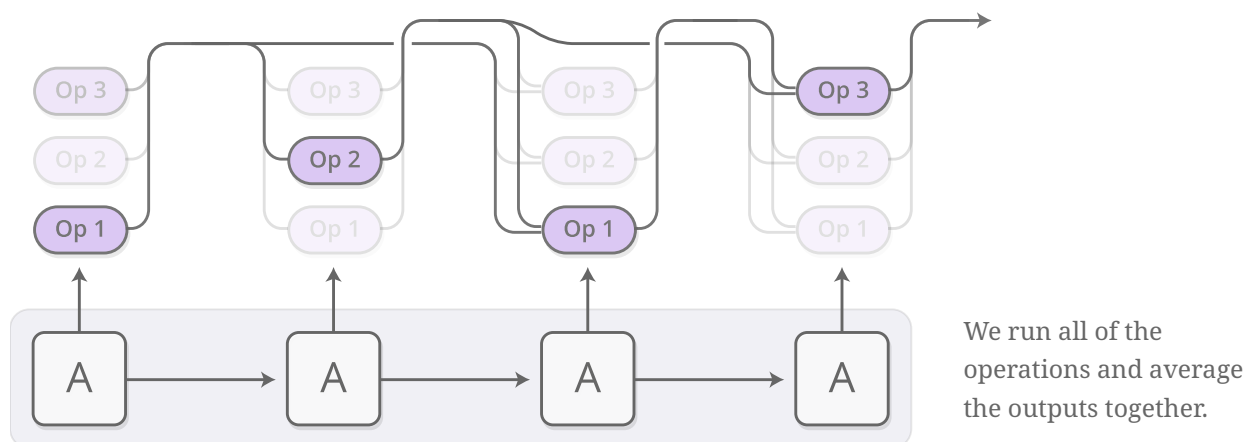 Op 3 Op 3 Op 3 Op 3
Op 2 Op 2 Op 2 Op 2
Op 1 Op 1 Op 1 Op 1
A A A A
We run all of the
operations and average
the outputs together.